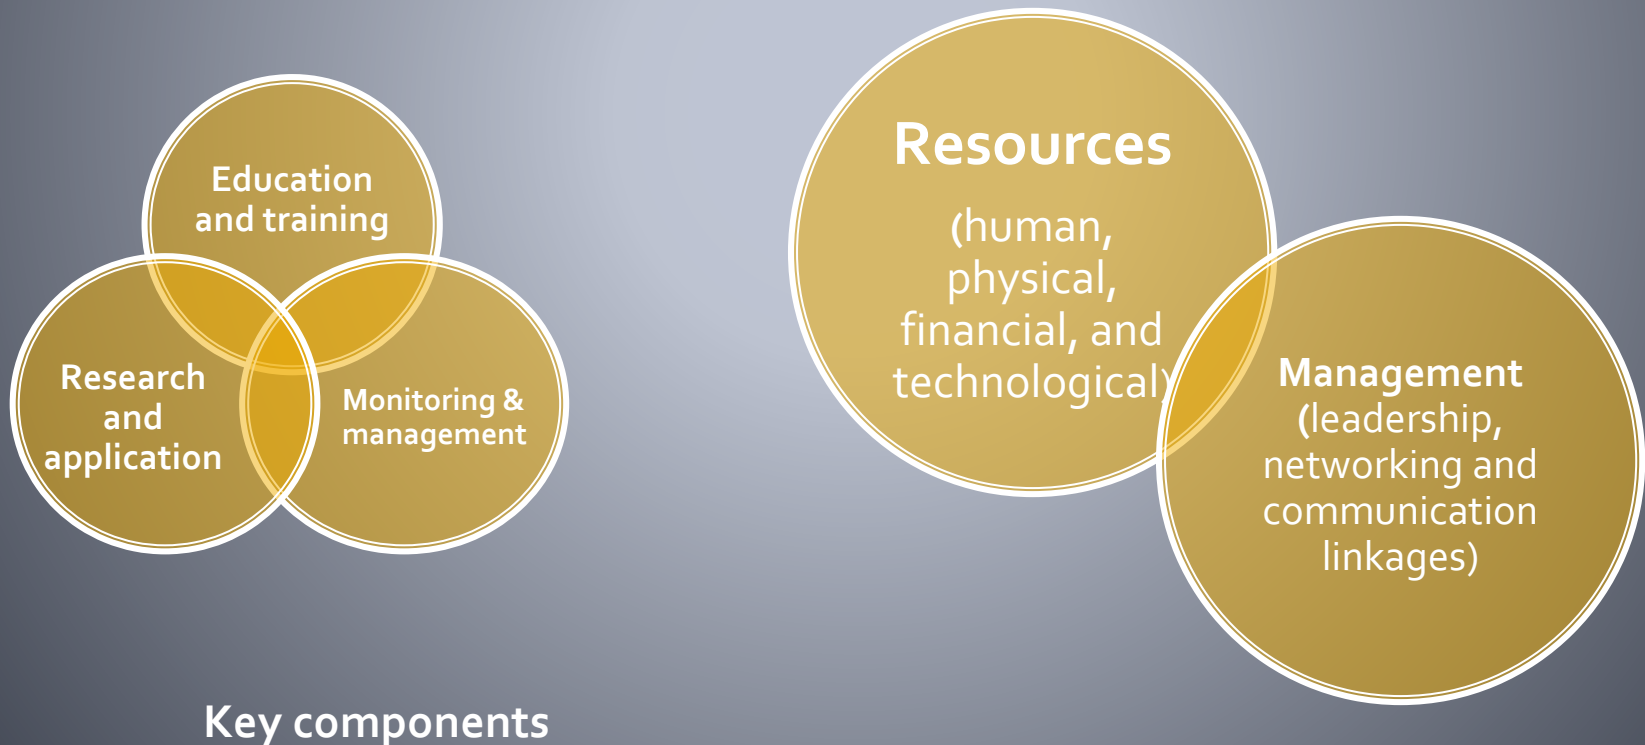 Education
and training
Research
and
application
Monitoring &
management
Resources
(human,
physical,
financial, and
technological)
Management
(leadership,
networking and
communication
linkages)
Key components